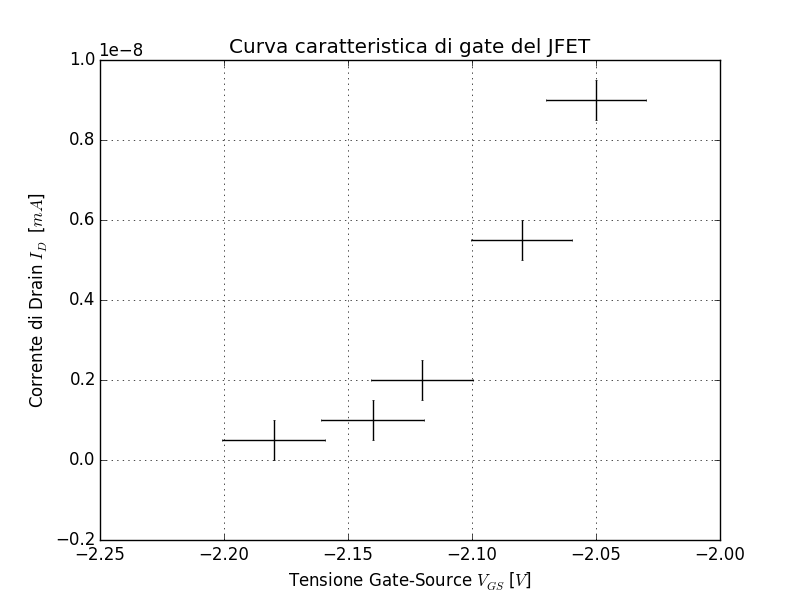 Curva caratteristica di gate del JFET
1e−8
1.0
0.8
0.6
0.4
0.2
0.0
−0.2
Corrente di Drain I_D [mA]
−2.25 −2.20 −2.15 −2.10 −2.05 −2.00
Tensione Gate-Source V_GS [V]